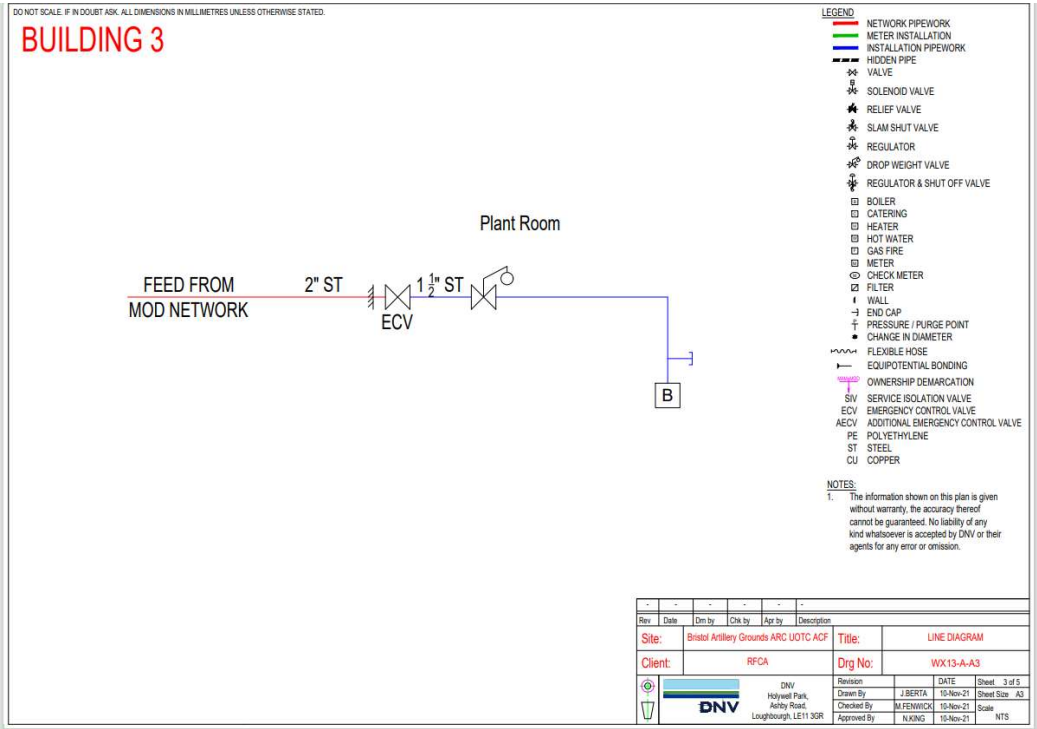 DO NOT SCALE. IF IN DOUBT ASK. ALL DIMENSIONS IN MILLIMETRES UNLESS OTHERWISE STATED.
BUILDING 3
Plant Room
FEED FROM
MOD NETWORK
2" ST
ECV
1 1/2" ST
B
LEGEND
NETWORK PIPEWORK
METER INSTALLATION
INSTALLATION PIPEWORK
HIDDEN PIPE
VALVE
SOLENOID VALVE
RELIEF VALVE
SLAM SHUT VALVE
REGULATOR
DROP WEIGHT VALVE
REGULATOR & SHUT OFF VALVE
BOILER
CATERING
HEATER
HOT WATER
GAS FIRE
METER
CHECK METER
FILTER
WALL
END CAP
PRESSURE / PURGE POINT
CHANGE IN DIAMETER
FLEXIBLE HOSE
EQUIPOTENTIAL BONDING
OWNERSHIP DEMARCATION
SIV SERVICE ISOLATION VALVE
ECV EMERGENCY CONTROL VALVE
AECV ADDITIONAL EMERGENCY CONTROL VALVE
PE POLYETHYLENE
ST STEEL
CU COPPER
NOTES:
1. The information shown on this plan is given
without warranty, the accuracy thereof
cannot be guaranteed. No liability of any
kind whatsoever is accepted by DNV or their
agents for any error or omission.
- - - - - -
Rev Date Drn by Chk by Apr by Description
Site: Bristol Artillery Grounds ARC UOTC ACF Title: LINE DIAGRAM
Client: RFCA Drg No: WX13-A-A3
DNV
DNV
Holywell Park,
Ashby Road,
Loughbourgh, LE11 3GR
Revision DATE Sheet 3 of 5
Drawn By J.BERTA 10-Nov-21 Sheet Size A3
Checked By M.FENWICK 10-Nov-21 Scale
Approved By N.KING 10-Nov-21 NTS